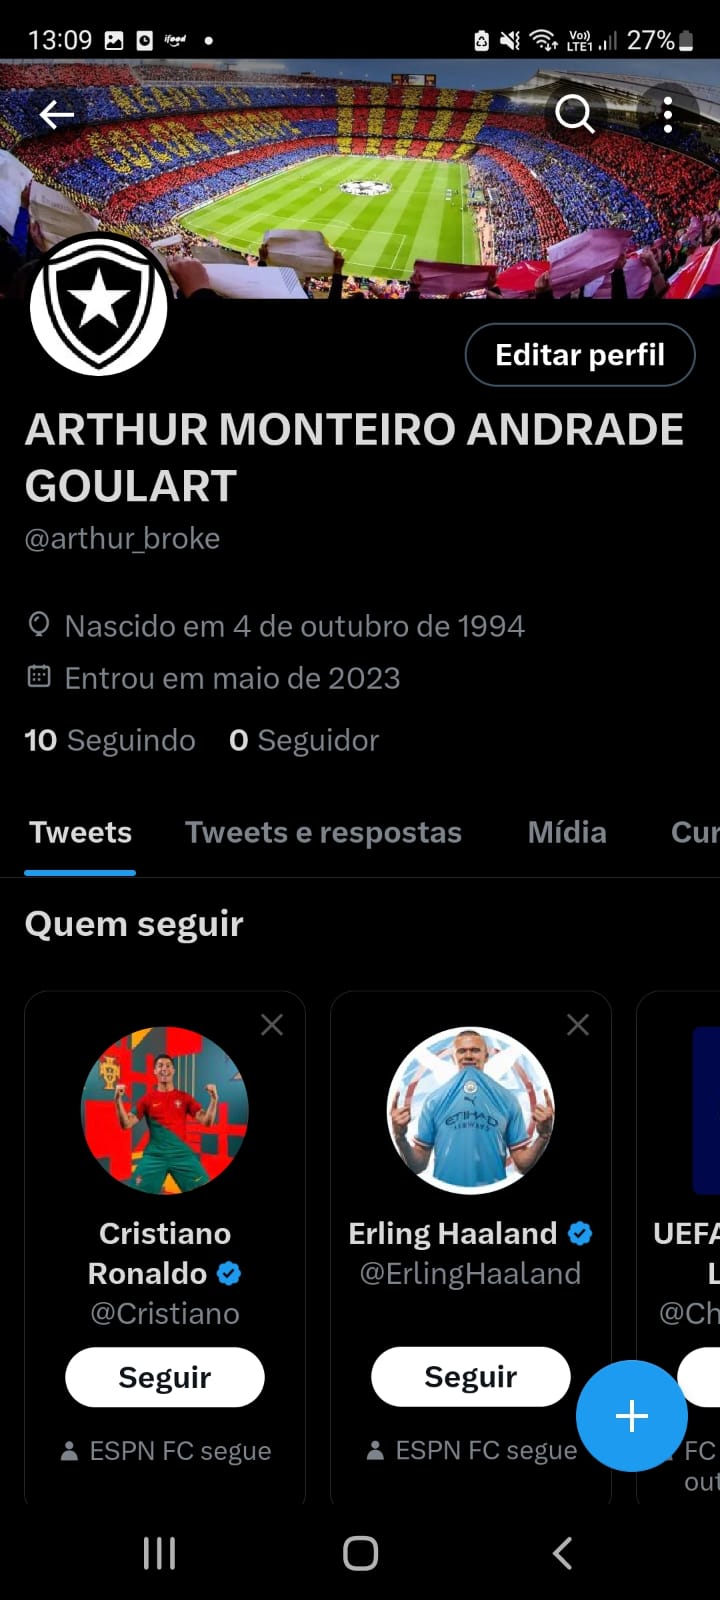 13:09
ifood
Vo))
LTE1
27%
Editar perfil
ARTHUR MONTEIRO ANDRADE
GOULART
@arthur_broke
Nascido em 4 de outubro de 1994
Entrou em maio de 2023
10 Seguindo 0 Seguidor
Tweets Tweets e respostas Mídia Cur
Quem seguir
Cristiano
Ronaldo
@Cristiano
Seguir
ESPN FC segue
Erling Haaland
@ErlingHaaland
Seguir
ESPN FC segue
ETIHAD
AIRWAYS
UEFA
L
@Ch
FC
out